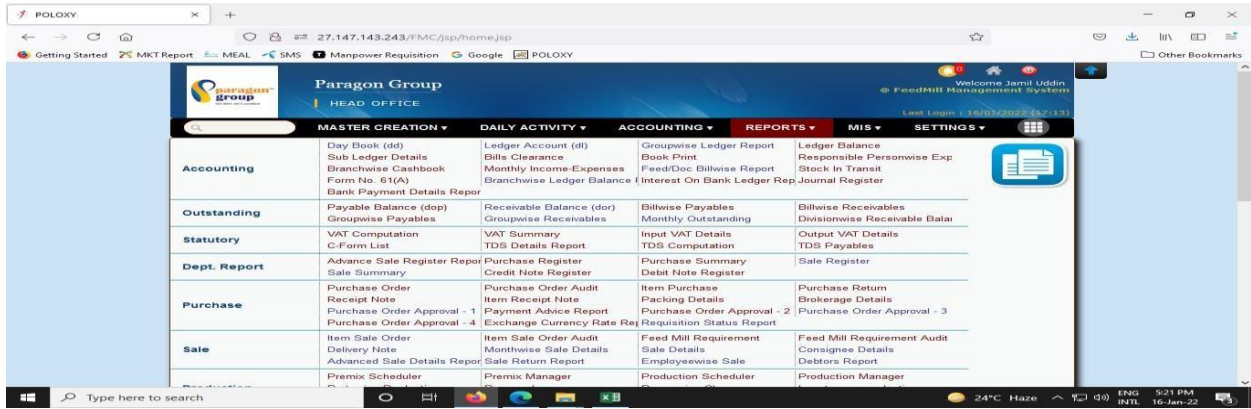 POLOXY
27.147.143.243/FMC/jsp/home.jsp
Getting Started MKT Report MEAL SMS Manpower Requisition Google POLOXY Other Bookmarks
paragon group
Paragon Group
HEAD OFFICE
Welcome Jamil Uddin
@ FeedMill Management System
Last Login : 16/01/2022 (17:13)
MASTER CREATION DAILY ACTIVITY ACCOUNTING REPORTS MIS SETTINGS
Accounting
Day Book (dd) Ledger Account (dl) Groupwise Ledger Report Ledger Balance
Sub Ledger Details Bills Clearance Book Print Responsible Personwise Exp
Branchwise Cashbook Monthly Income-Expenses Feed/Doc Billwise Report Stock In Transit
Form No. 61(A) Branchwise Ledger Balance Interest On Bank Ledger Rep Journal Register
Bank Payment Details Repor
Outstanding
Payable Balance (dop) Receivable Balance (dor) Billwise Payables Billwise Receivables
Groupwise Payables Groupwise Receivables Monthly Outstanding Divisionwise Receivable Balar
Statutory
VAT Computation VAT Summary Input VAT Details Output VAT Details
C-Form List TDS Details Report TDS Computation TDS Payables
Dept. Report
Advance Sale Register Repor Purchase Register Purchase Summary Sale Register
Sale Summary Credit Note Register Debit Note Register
Purchase
Purchase Order Purchase Order Audit Item Purchase Purchase Return
Receipt Note Item Receipt Note Packing Details Brokerage Details
Purchase Order Approval - 1 Payment Advice Report Purchase Order Approval - 2 Purchase Order Approval - 3
Purchase Order Approval - 4 Exchange Currency Rate Rep Requisition Status Report
Sale
Item Sale Order Item Sale Order Audit Feed Mill Requirement Feed Mill Requirement Audit
Delivery Note Monthwise Sale Details Sale Details Consignee Details
Advanced Sale Details Repor Sale Return Report Employeewise Sale Debtors Report
Premix Scheduler Premix Manager Production Scheduler Production Manager
Type here to search
24°C Haze
ENG
INTL
5:21 PM
16-Jan-22